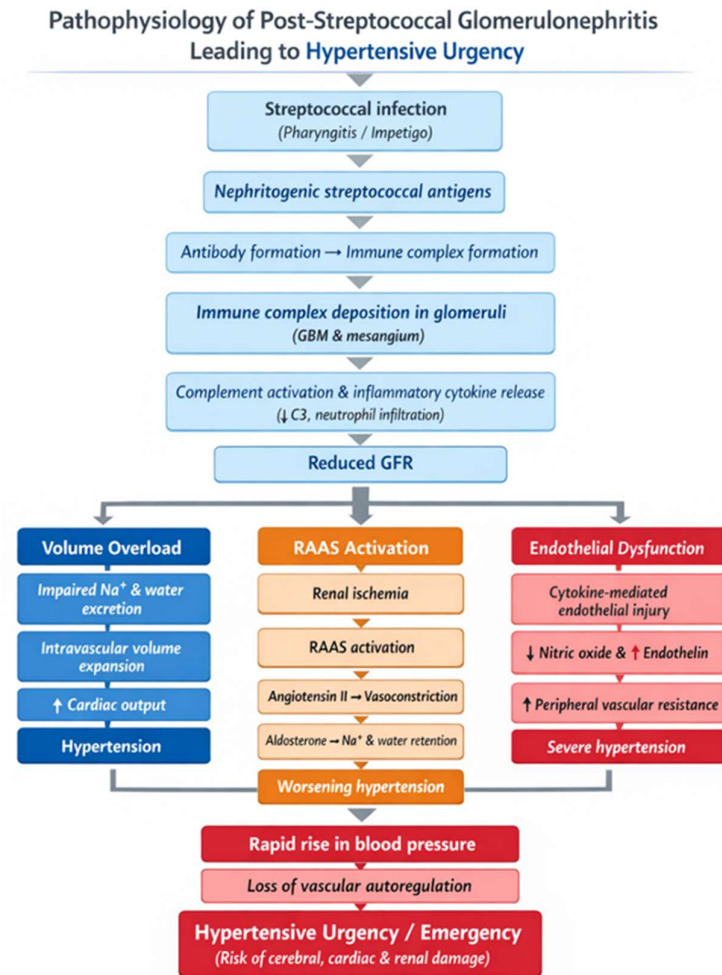 Pathophysiology of Post-Streptococcal Glomerulonephritis
Leading to Hypertensive Urgency
Streptococcal infection
(Pharyngitis / Impetigo)
Nephritogenic streptococcal antigens
Antibody formation → Immune complex formation
Immune complex deposition in glomeruli
(GBM & mesangium)
Complement activation & inflammatory cytokine release
(↓ C3, neutrophil infiltration)
Reduced GFR
Volume Overload
Impaired Na⁺ & water
excretion
Intravascular volume
expansion
↑ Cardiac output
Hypertension
RAAS Activation
Renal ischemia
RAAS activation
Angiotensin II → Vasoconstriction
Aldosterone → Na⁺ & water retention
Worsening hypertension
Endothelial Dysfunction
Cytokine-mediated
endothelial injury
↓ Nitric oxide & ↑ Endothelin
↑ Peripheral vascular resistance
Severe hypertension
Rapid rise in blood pressure
Loss of vascular autoregulation
Hypertensive Urgency / Emergency
(Risk of cerebral, cardiac & renal damage)